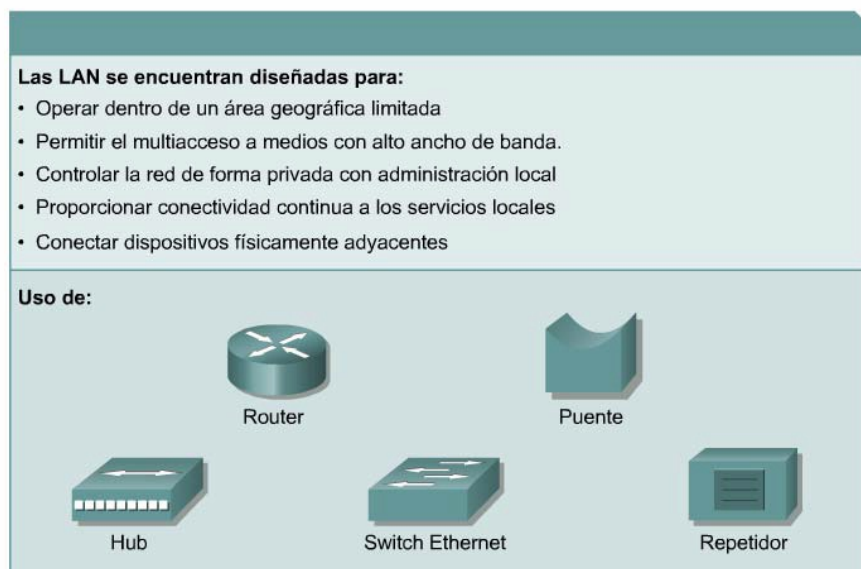 Las LAN se encuentran diseñadas para:
• Operar dentro de un área geográfica limitada
• Permitir el multiacceso a medios con alto ancho de banda.
• Controlar la red de forma privada con administración local
• Proporcionar conectividad continua a los servicios locales
• Conectar dispositivos físicamente adyacentes
Uso de:
Router
Puente
Hub
Switch Ethernet
Repetidor